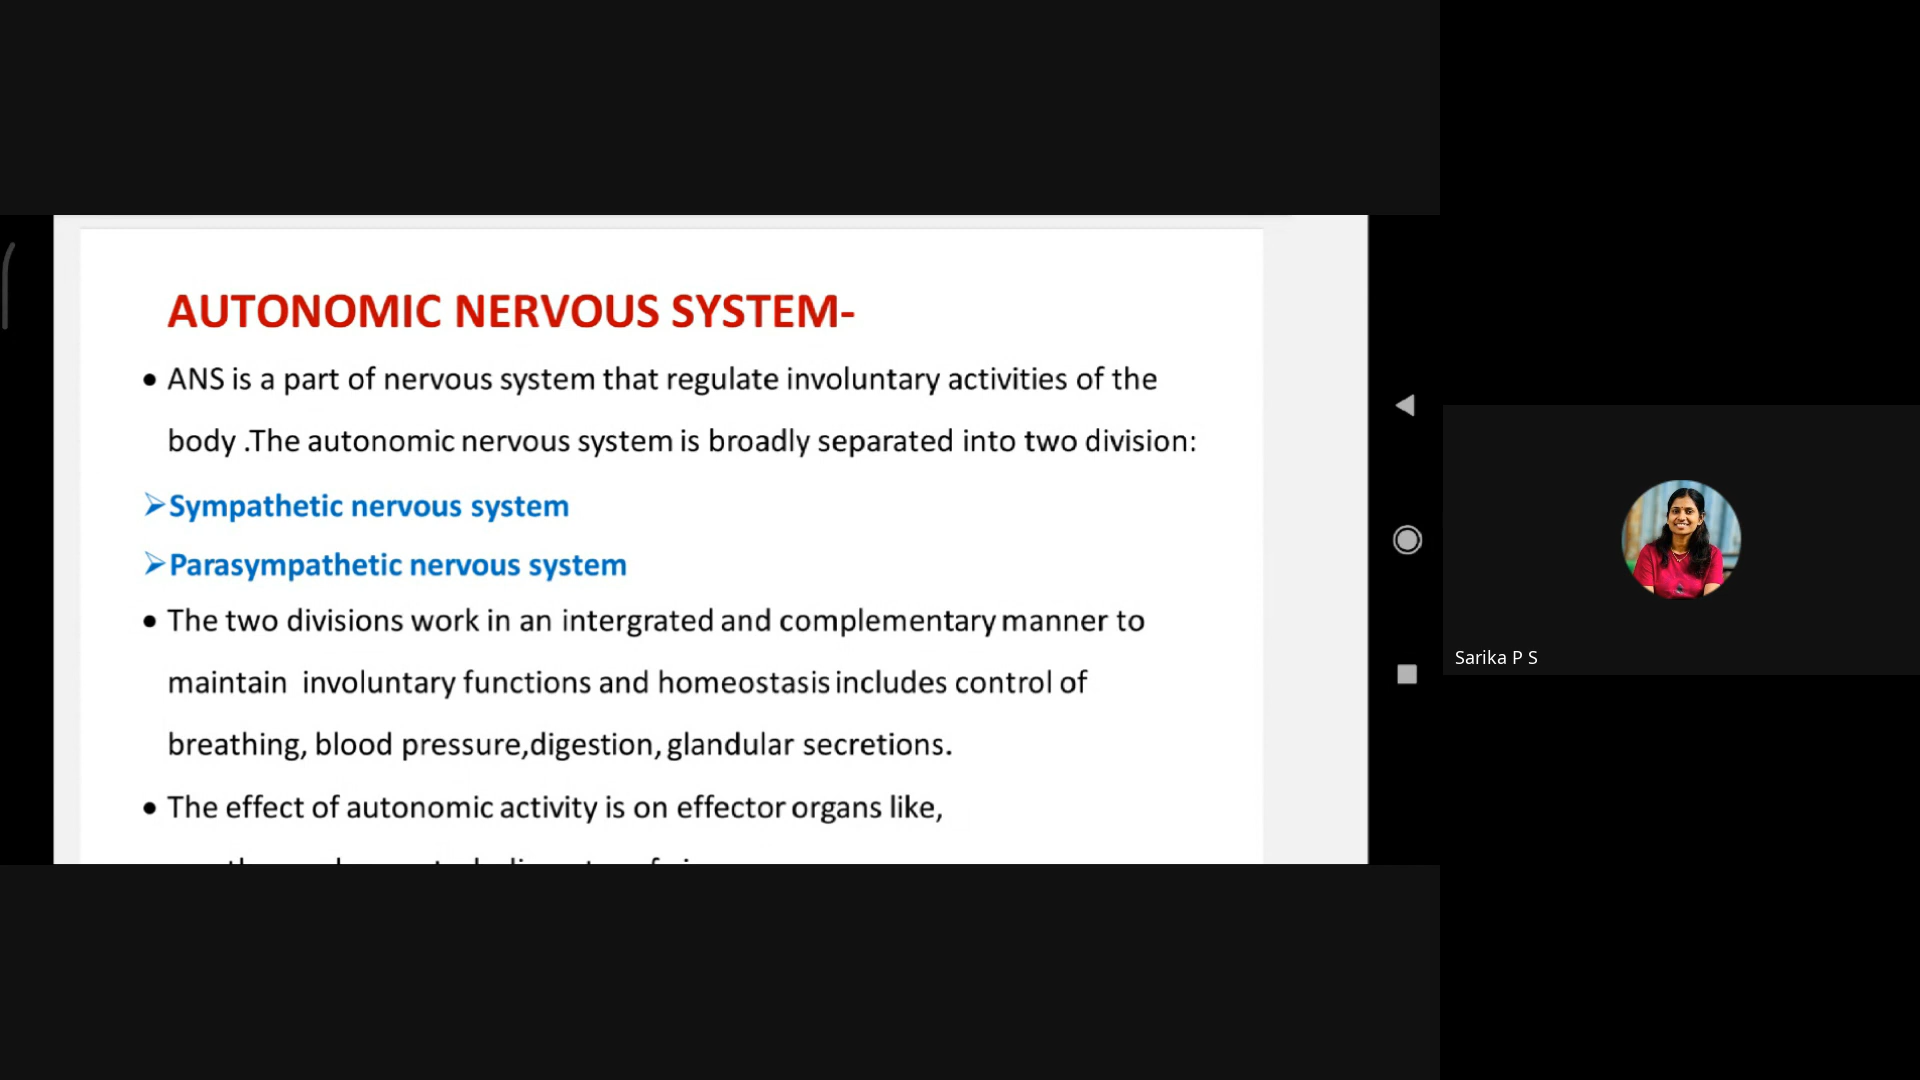 AUTONOMIC NERVOUS SYSTEM-
• ANS is a part of nervous system that regulate involuntary activities of the
body .The autonomic nervous system is broadly separated into two division:
➢Sympathetic nervous system
➢Parasympathetic nervous system
• The two divisions work in an intergrated and complementary manner to
maintain involuntary functions and homeostasis includes control of
breathing, blood pressure,digestion, glandular secretions.
• The effect of autonomic activity is on effector organs like,
Sarika P S